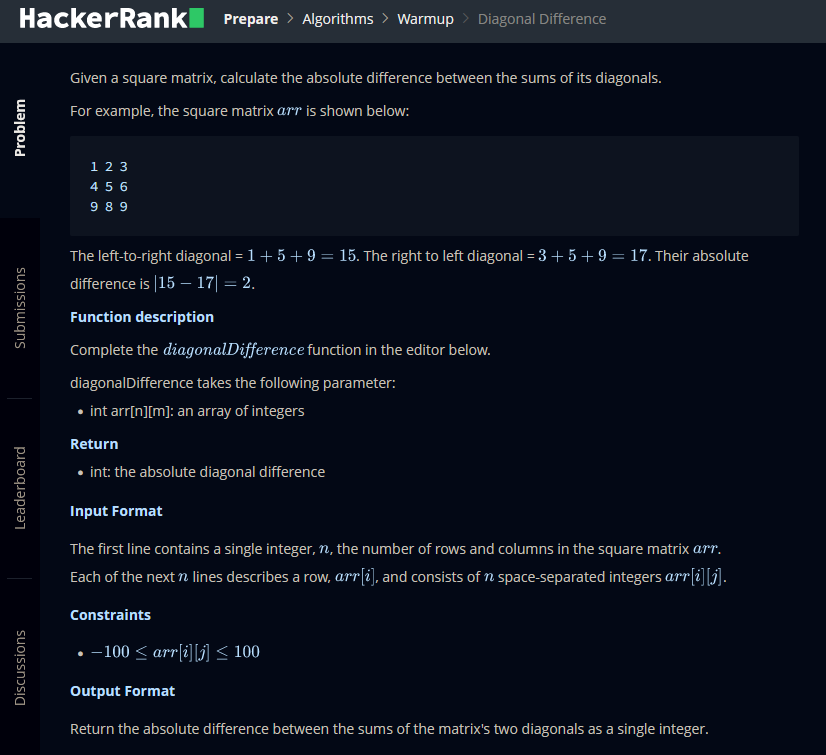 HackerRank Prepare > Algorithms > Warmup > Diagonal Difference
Problem
Submissions
Leaderboard
Discussions
Given a square matrix, calculate the absolute difference between the sums of its diagonals.
For example, the square matrix arr is shown below:
1 2 3
4 5 6
9 8 9
The left-to-right diagonal = 1 + 5 + 9 = 15. The right to left diagonal = 3 + 5 + 9 = 17. Their absolute
difference is |15 − 17| = 2.
Function description
Complete the diagonalDifference function in the editor below.
diagonalDifference takes the following parameter:
• int arr[n][m]: an array of integers
Return
• int: the absolute diagonal difference
Input Format
The first line contains a single integer, n, the number of rows and columns in the square matrix arr.
Each of the next n lines describes a row, arr[i], and consists of n space-separated integers arr[i][j].
Constraints
• −100 ≤ arr[i][j] ≤ 100
Output Format
Return the absolute difference between the sums of the matrix's two diagonals as a single integer.